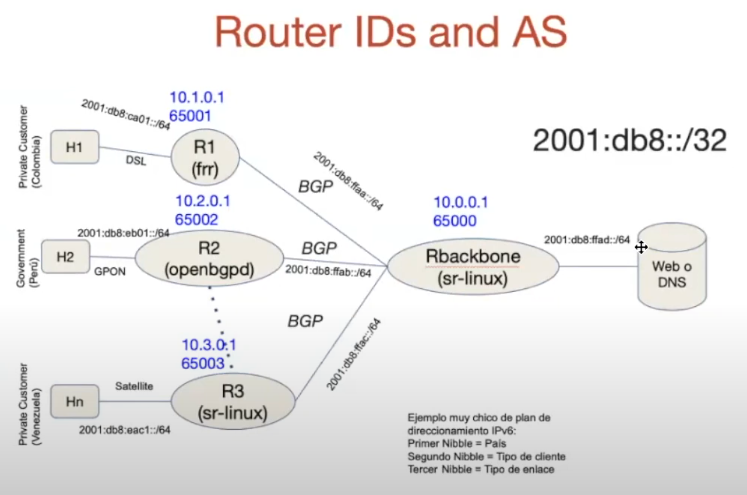 Router IDs and AS
2001:db8::/32
Private Customer
(Colombia)
H1
2001:db8:ca01::/64
DSL
10.1.0.1
65001
R1
(frr)
BGP
2001:db8:ffaa::/64
Government
(Perú)
H2
2001:db8:eb01::/64
GPON
10.2.0.1
65002
R2
(openbgpd)
BGP
2001:db8:ffab::/64
10.0.0.1
65000
Rbackbone
(sr-linux)
2001:db8:ffad::/64
Web o
DNS
Private Customer
(Venezuela)
Hn
Satellite
2001:db8:eac1::/64
10.3.0.1
65003
R3
(sr-linux)
BGP
2001:db8:ffac::/64
Ejemplo muy chico de plan de
direccionamiento IPv6:
Primer Nibble = País
Segundo Nibble = Tipo de cliente
Tercer Nibble = Tipo de enlace